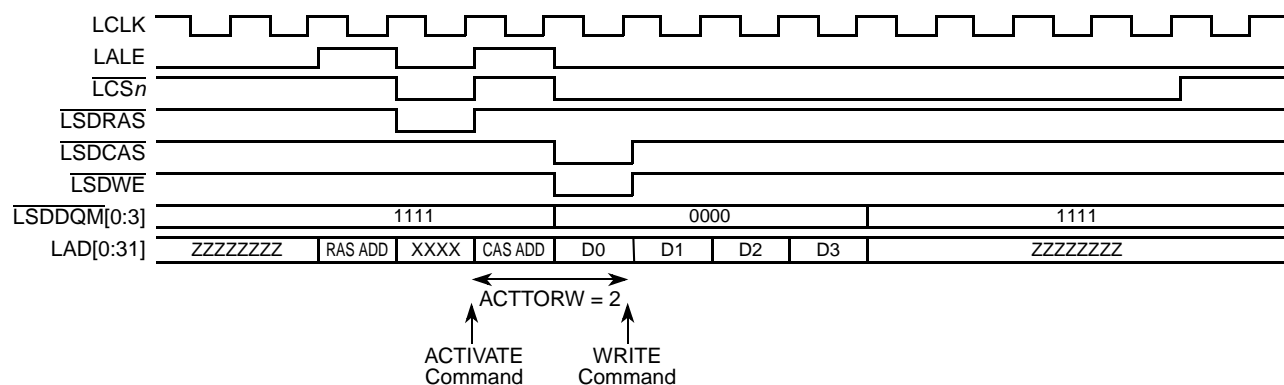 LCLK
LALE
LCSn
LSDRAS
LSDCAS
LSDWE
LSDDQM[0:3] 1111 0000 1111
LAD[0:31] ZZZZZZZZ RAS ADD XXXX CAS ADD D0 D1 D2 D3 ZZZZZZZZ
ACTTORW = 2
ACTIVATE WRITE
Command Command